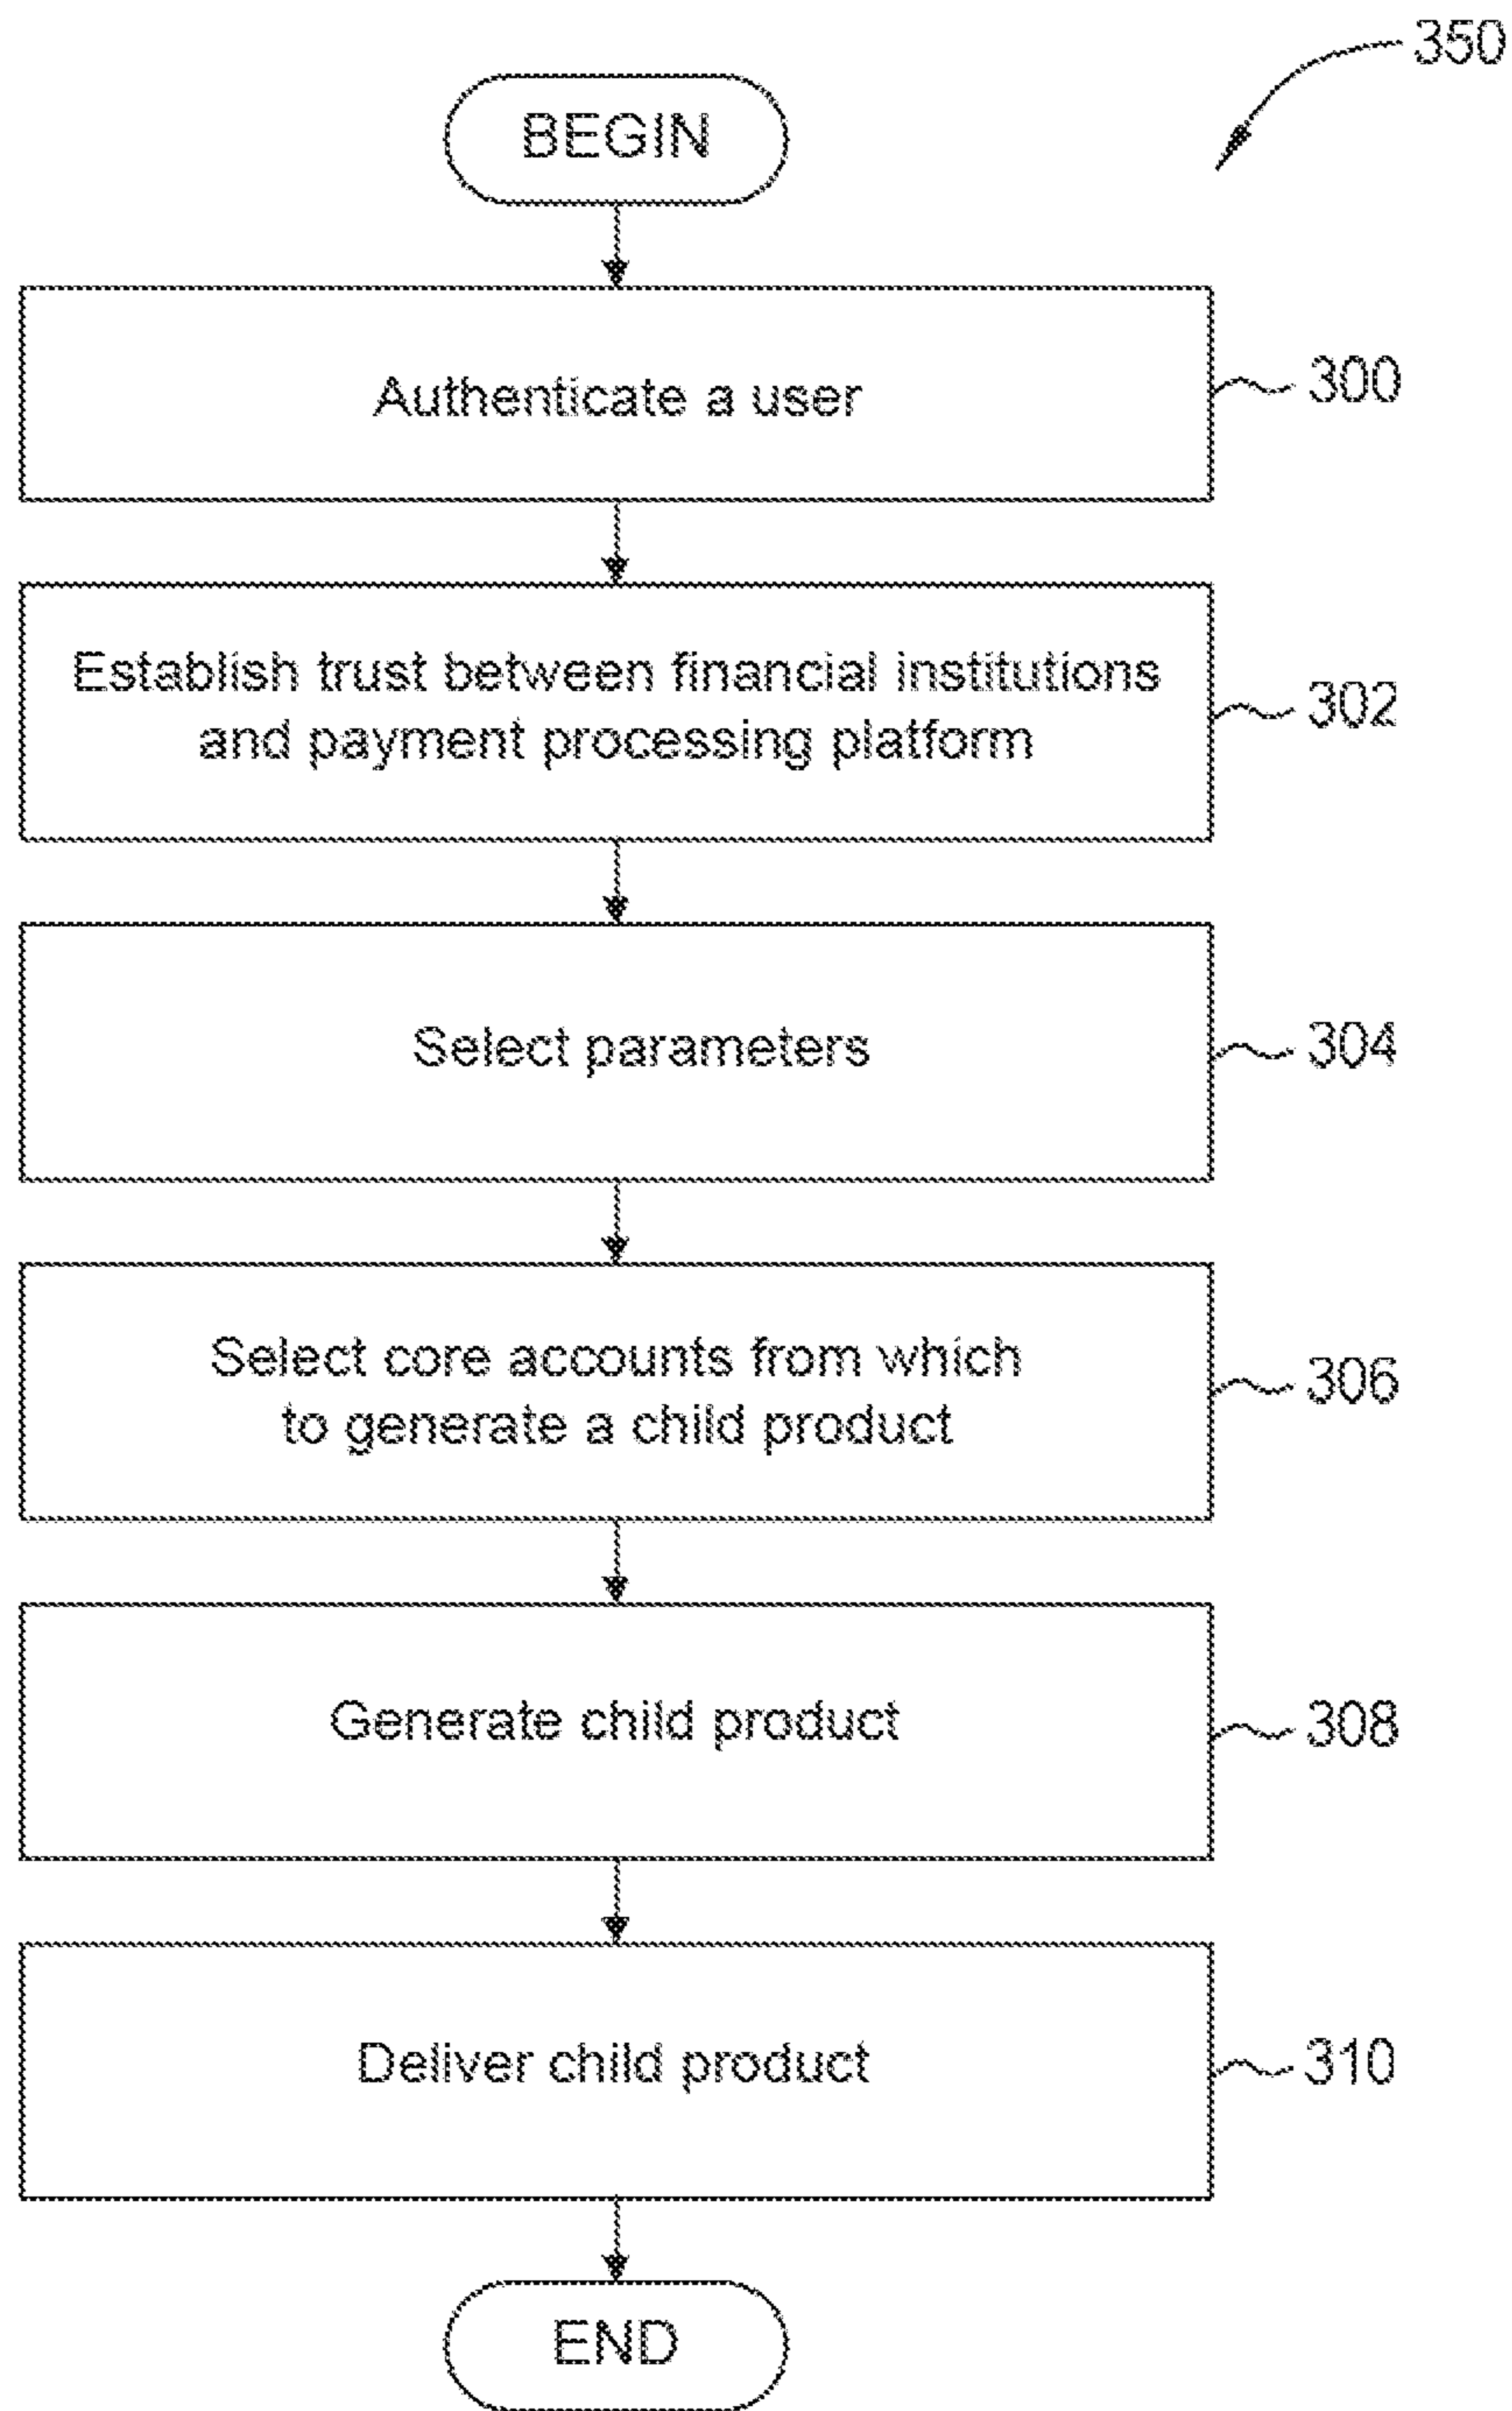 350
BEGIN
Authenticate a user
300
Establish trust between financial institutions
and payment processing platform
302
Select parameters
304
Select core accounts from which
to generate a child product
306
Generate child product
308
Deliver child product
310
END